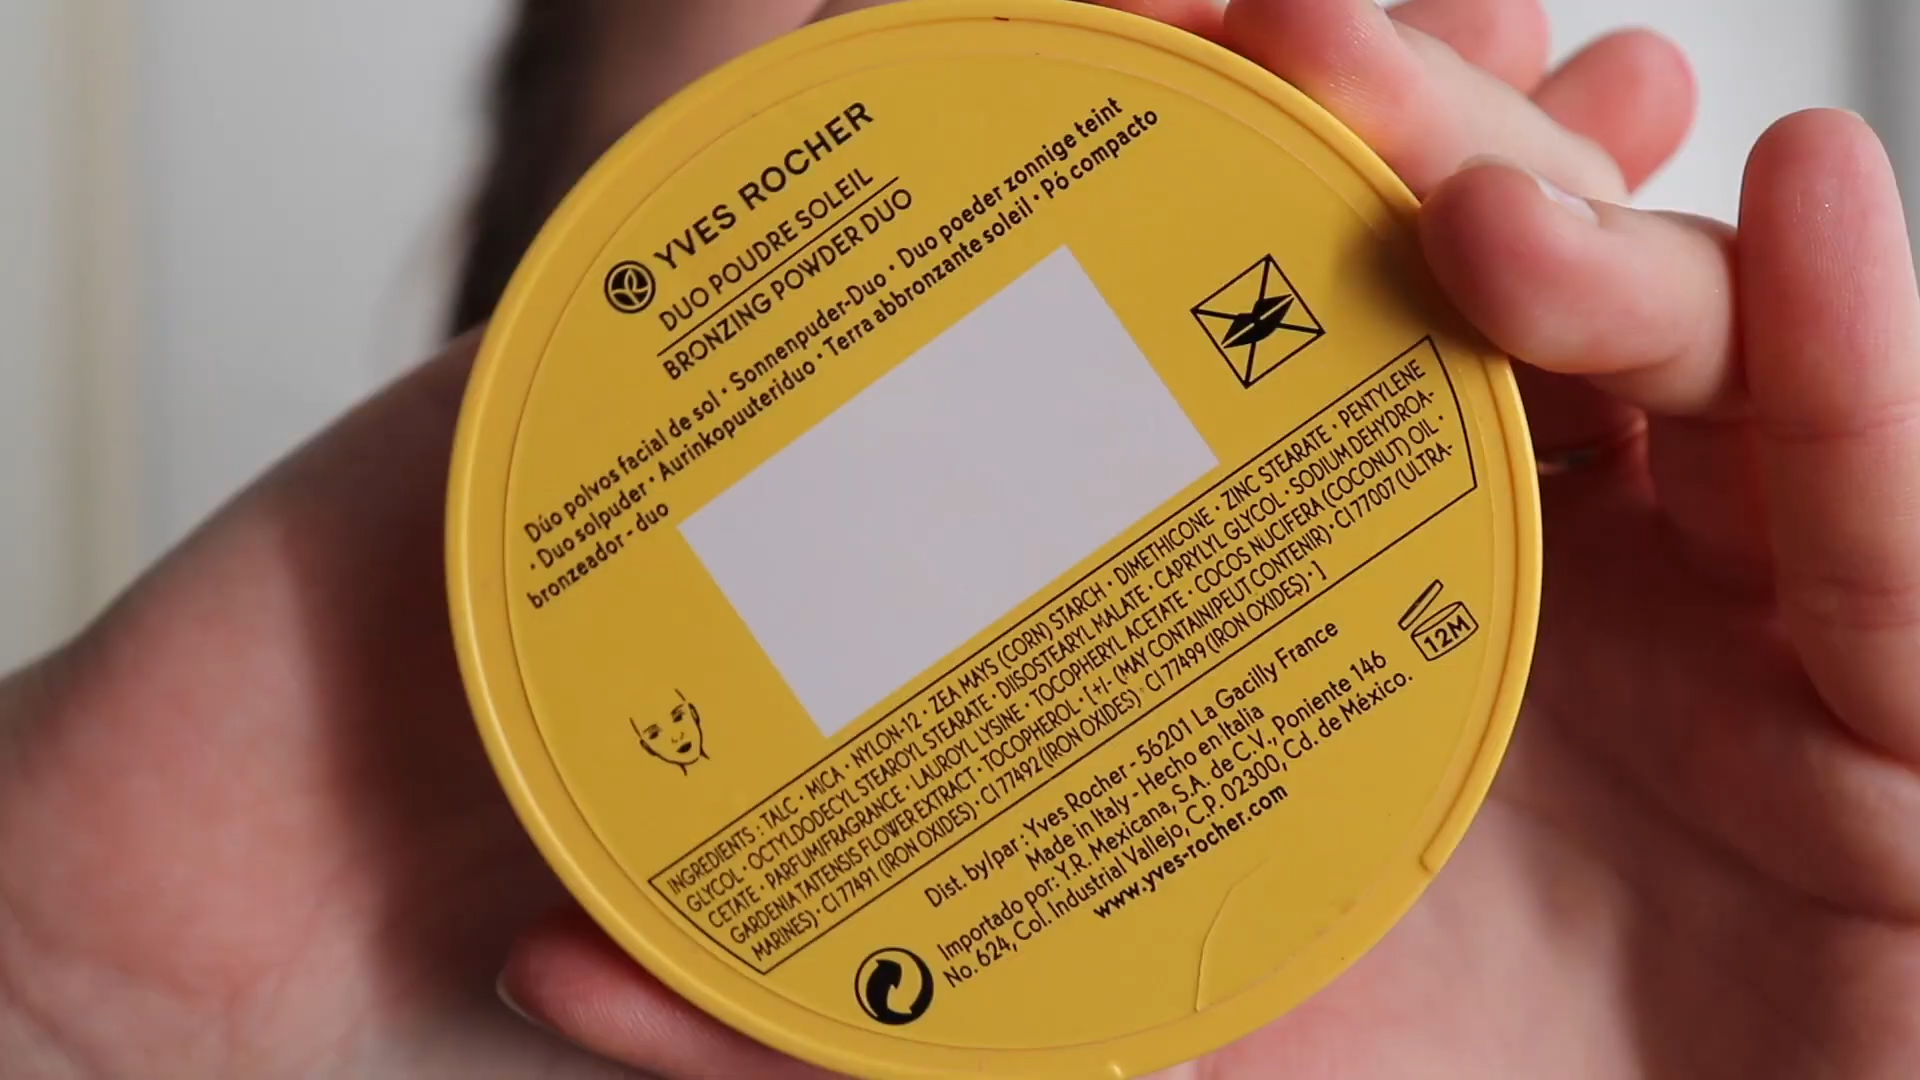 YVES ROCHER
DUO POUDRE SOLEIL
BRONZING POWDER DUO
Dúo polvos facial de sol • Sonnenpuder-Duo • Duo poeder zonnige teint
• Duo solpuder • Aurinkopuuteriduo • Terra abbronzante soleil • Pó compacto
bronzeador - duo
INGREDIENTS : TALC • MICA • NYLON-12 • ZEA MAYS (CORN) STARCH • DIMETHICONE • ZINC STEARATE • PENTYLENE
GLYCOL • OCTYLDODECYL STEAROYL STEARATE • DIISOSTEARYL MALATE • CAPRYLYL GLYCOL • SODIUM DEHYDROA-
CETATE • PARFUM/FRAGRANCE • LAUROYL LYSINE • TOCOPHERYL ACETATE • COCOS NUCIFERA (COCONUT) OIL •
GARDENIA TAITENSIS FLOWER EXTRACT • TOCOPHEROL • [+/- (MAY CONTAIN/PEUT CONTENIR) • CI 77007 (ULTRA-
MARINES) • CI 77491 (IRON OXIDES) • CI 77492 (IRON OXIDES) • CI 77499 (IRON OXIDES) • ]
12M
Dist. by/par : Yves Rocher - 56201 La Gacilly France
Made in Italy - Hecho en Italia
Importado por: Y.R. Mexicana, S.A. de C.V., Poniente 146
No. 624, Col. Industrial Vallejo, C.P. 02300, Cd. de México.
www.yves-rocher.com